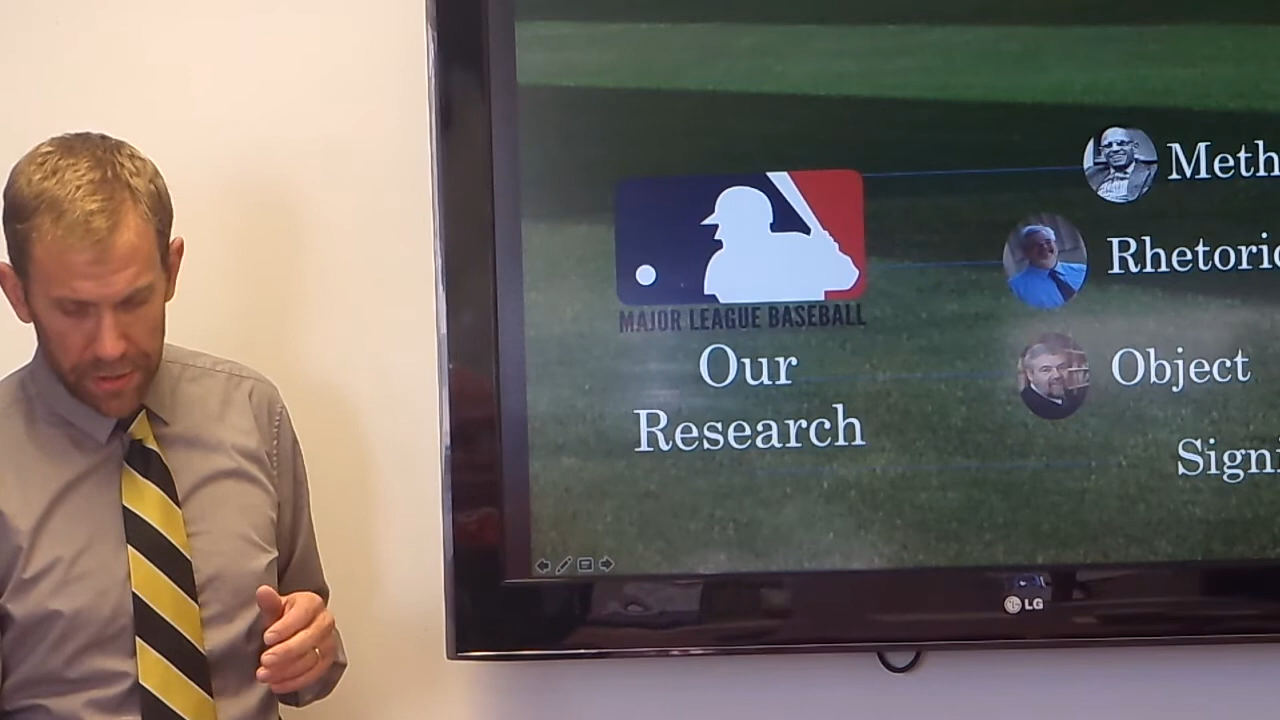 MAJOR LEAGUE BASEBALL
Our
Research
Meth
Rhetoric
Object
Signi
LG